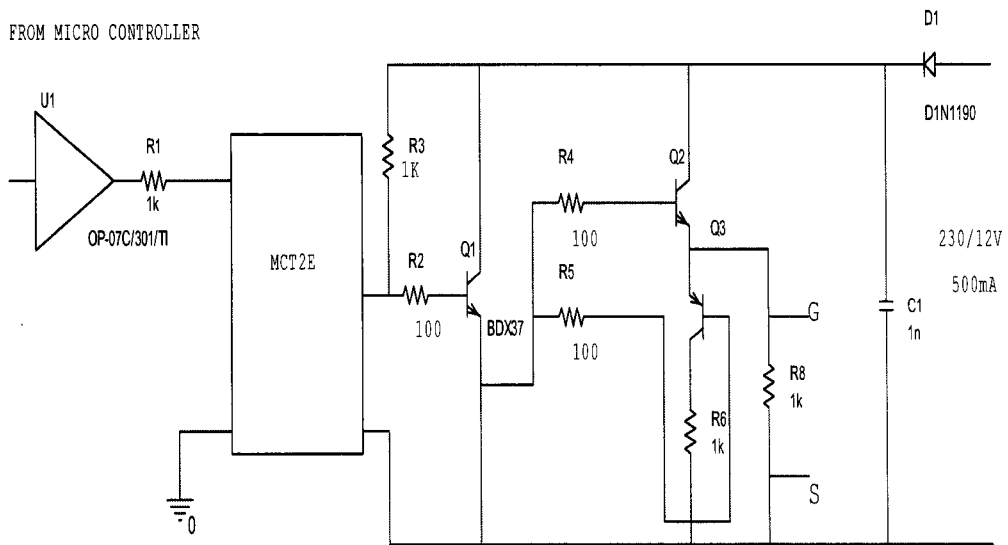 FROM MICRO CONTROLLER
D1
U1
R1
1k
OP-07C/301/TI
D1N1190
R3
1K
MCT2E
R2
100
Q1
BDX37
R4
100
R5
100
Q2
Q3
230/12V
500mA
G
C1
1n
R8
1k
R6
1k
S
0